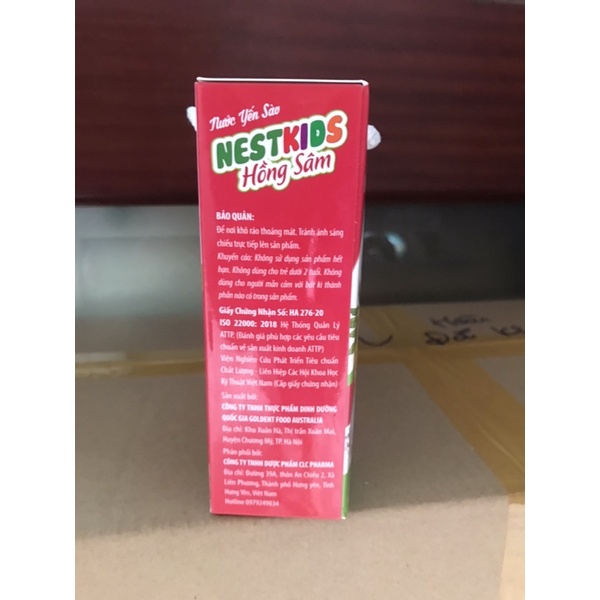 Nước Yến Sào
NESTKIDS
Hồng Sâm
BẢO QUẢN:
Để nơi khô ráo thoáng mát. Tránh ánh sáng
chiếu trực tiếp lên sản phẩm.
Khuyến cáo: Không sử dụng sản phẩm hết
hạn. Không dùng cho trẻ dưới 2 tuổi. Không
dùng cho người mẫn cảm với bất kì thành
phần nào có trong sản phẩm.
Giấy Chứng Nhận Số: HA 276-20
ISO 22000: 2018 Hệ Thống Quản Lý
ATTP. (Đánh giá phù hợp các yêu cầu tiêu
chuẩn về sản xuất kinh doanh ATTP)
Viện Nghiên Cứu Phát Triển Tiêu chuẩn
Chất Lượng - Liên Hiệp Các Hội Khoa Học
Kỹ Thuật Việt Nam (Cấp giấy chứng nhận)
Sản xuất bởi:
CÔNG TY TNHH THỰC PHẨM DINH DƯỠNG
QUỐC GIA GOLDENT FOOD AUSTRALIA
Địa chỉ: Khu Xuân Hà, Thị trấn Xuân Mai,
Huyện Chương Mỹ, TP. Hà Nội
Phân phối bởi:
CÔNG TY TNHH DƯỢC PHẨM CLC PHARMA
Địa chỉ: Đường 39A, thôn An Chiểu 2, Xã
Liên Phương, Thành phố Hưng yên, Tỉnh
Hưng Yên, Việt Nam
Hotline 0979249834